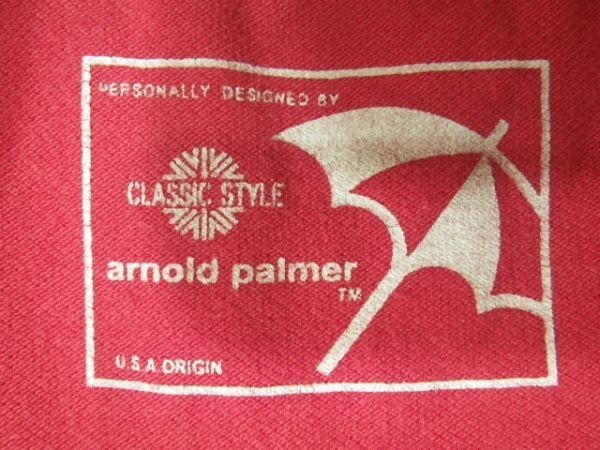 PERSONALLY DESIGNED BY
CLASSIC STYLE
arnold palmer
TM
U.S.A. ORIGIN